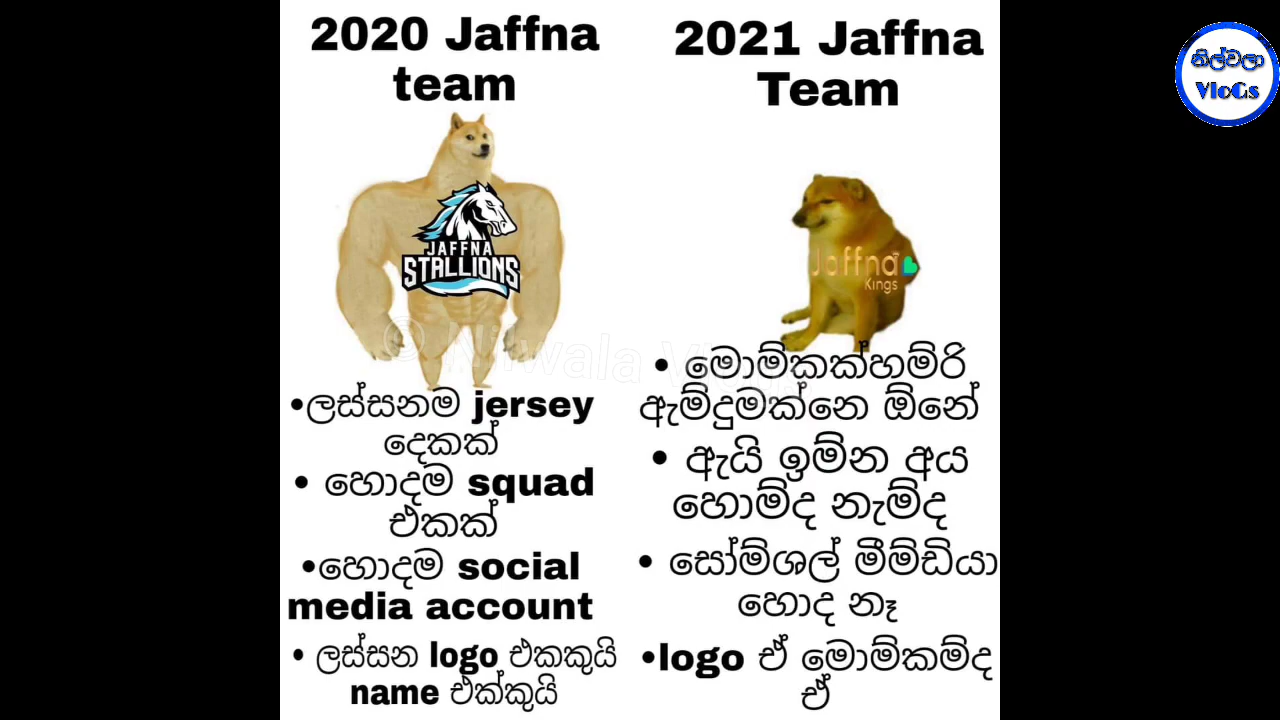 2020 Jaffna
team
JAFFNA
STALLIONS
•ලස්සනම jersey
දෙකක්
• හොදම squad
එකක්
•හොදම social
media account
• ලස්සන logo එකකුයි
name එක්කුයි
2021 Jaffna
Team
Jaffna
Kings
• මොම්කක්හම්රි
ඇම්දුමක්නෙ ඕනේ
• ඇයි ඉම්න අය
හොම්ද නැම්ද
• සෝම්ශල් මීම්ඩියා
හොද නෑ
•logo ඒ මොම්කම්ද
ඒ
© Nilwala Vlogs
නිල්වලා
VloGs